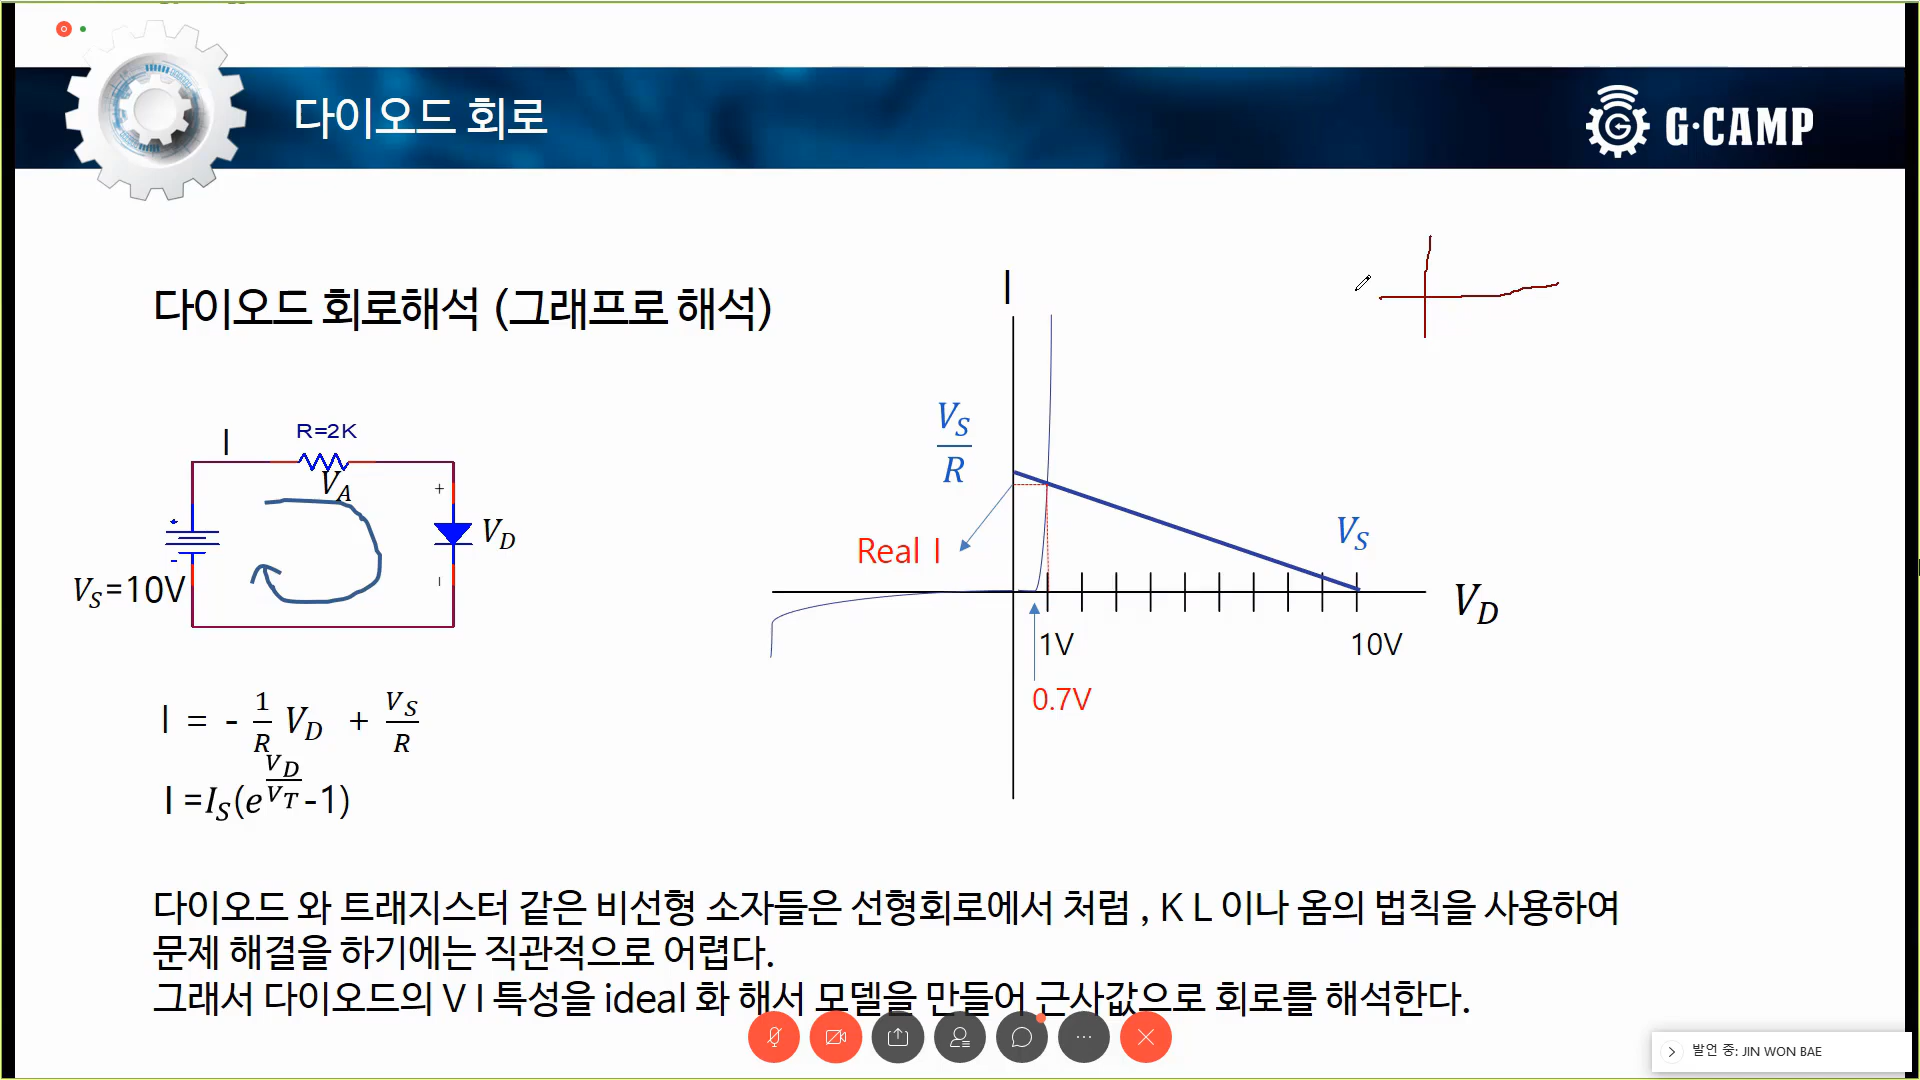 다이오드 회로
G·CAMP
다이오드 회로해석 (그래프로 해석)
I
R=2K
V_A
+
V_D
-
V_S=10V
I = - 1/R V_D + V_S/R
I =I_S(e^(V_D/V_T)-1)
I
V_S/R
Real I
V_S
V_D
1V
10V
0.7V
다이오드 와 트래지스터 같은 비선형 소자들은 선형회로에서 처럼 , K L 이나 옴의 법칙을 사용하여
문제 해결을 하기에는 직관적으로 어렵다.
그래서 다이오드의 V I 특성을 ideal 화 해서 모델을 만들어 근사값으로 회로를 해석한다.
발언 중: JIN WON BAE